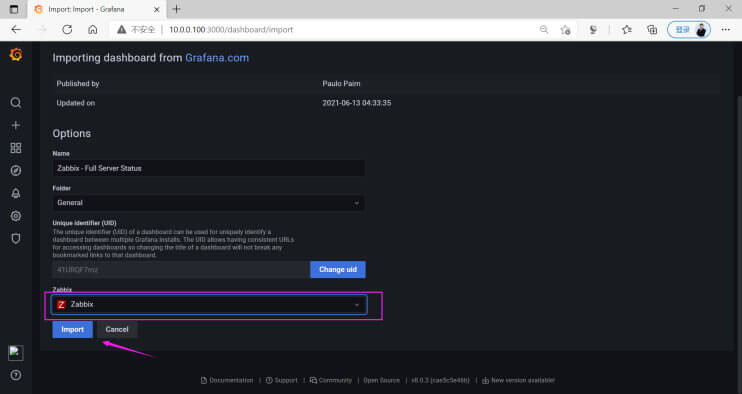 Import: Import - Grafana
不安全 | 10.0.0.100:3000/dashboard/import
登录
Importing dashboard from Grafana.com
Published by Paulo Paim
Updated on 2021-06-13 04:33:35
Options
Name
Zabbix - Full Server Status
Folder
General
Unique identifier (UID)
The unique identifier (UID) of a dashboard can be used for uniquely identify a
dashboard between multiple Grafana installs. The UID allows having consistent URLs
for accessing dashboards so changing the title of a dashboard will not break any
bookmarked links to that dashboard.
Change uid
Zabbix
Z Zabbix
Import Cancel
Documentation | Support | Community | Open Source | v8.0.3 (cae5c3e46b) | New version available!